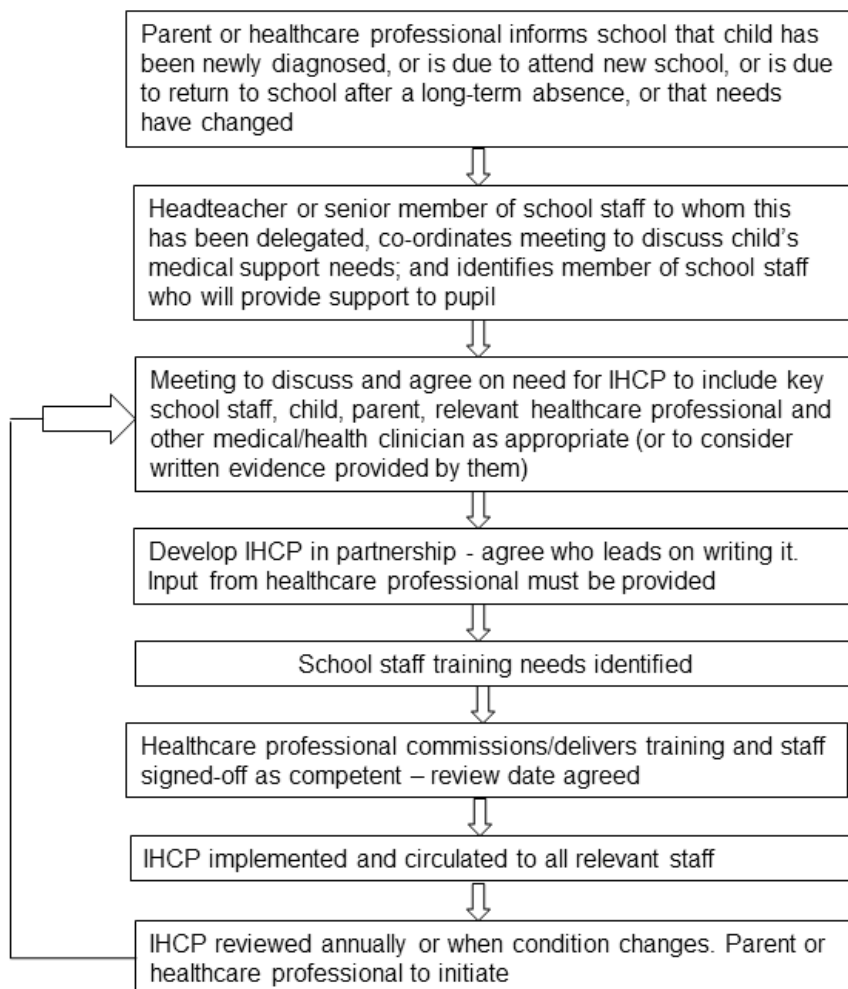 Parent or healthcare professional informs school that child has
been newly diagnosed, or is due to attend new school, or is due
to return to school after a long-term absence, or that needs
have changed
Headteacher or senior member of school staff to whom this
has been delegated, co-ordinates meeting to discuss child's
medical support needs; and identifies member of school staff
who will provide support to pupil
Meeting to discuss and agree on need for IHCP to include key
school staff, child, parent, relevant healthcare professional and
other medical/health clinician as appropriate (or to consider
written evidence provided by them)
Develop IHCP in partnership - agree who leads on writing it.
Input from healthcare professional must be provided
School staff training needs identified
Healthcare professional commissions/delivers training and staff
signed-off as competent – review date agreed
IHCP implemented and circulated to all relevant staff
IHCP reviewed annually or when condition changes. Parent or
healthcare professional to initiate